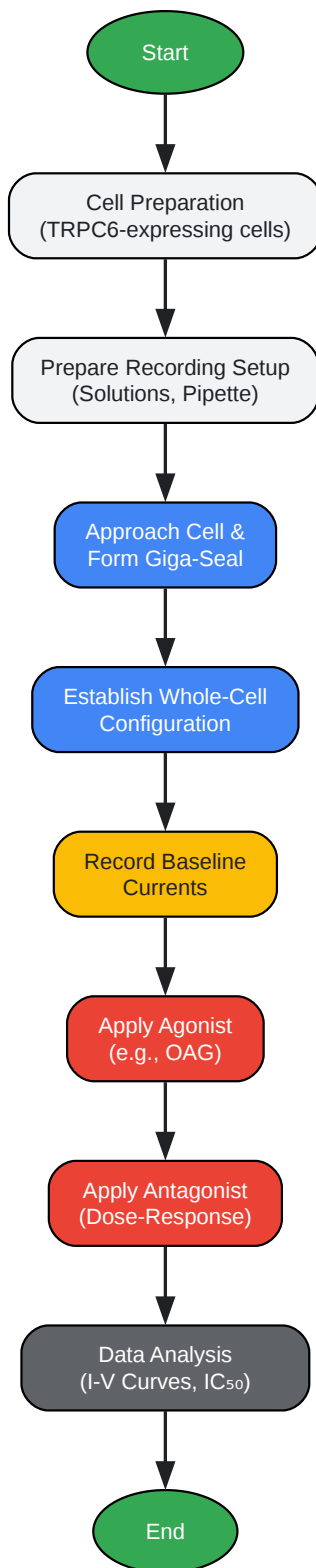 Start
Cell Preparation
(TRPC6-expressing cells)
Prepare Recording Setup
(Solutions, Pipette)
Approach Cell &
Form Giga-Seal
Establish Whole-Cell
Configuration
Record Baseline
Currents
Apply Agonist
(e.g., OAG)
Apply Antagonist
(Dose-Response)
Data Analysis
(I-V Curves, IC₅₀)
End